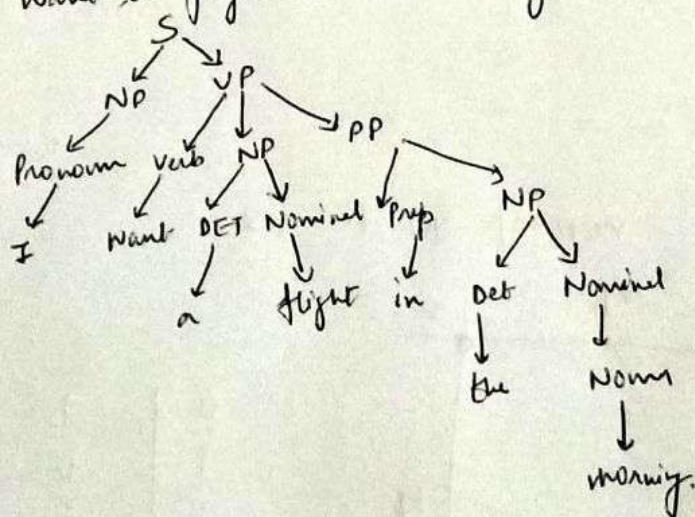 S
NP VP
PP
Pronoun Verb NP
I want DET Nominal Prep NP
a flight in Det Nominal
the Noun
morning.